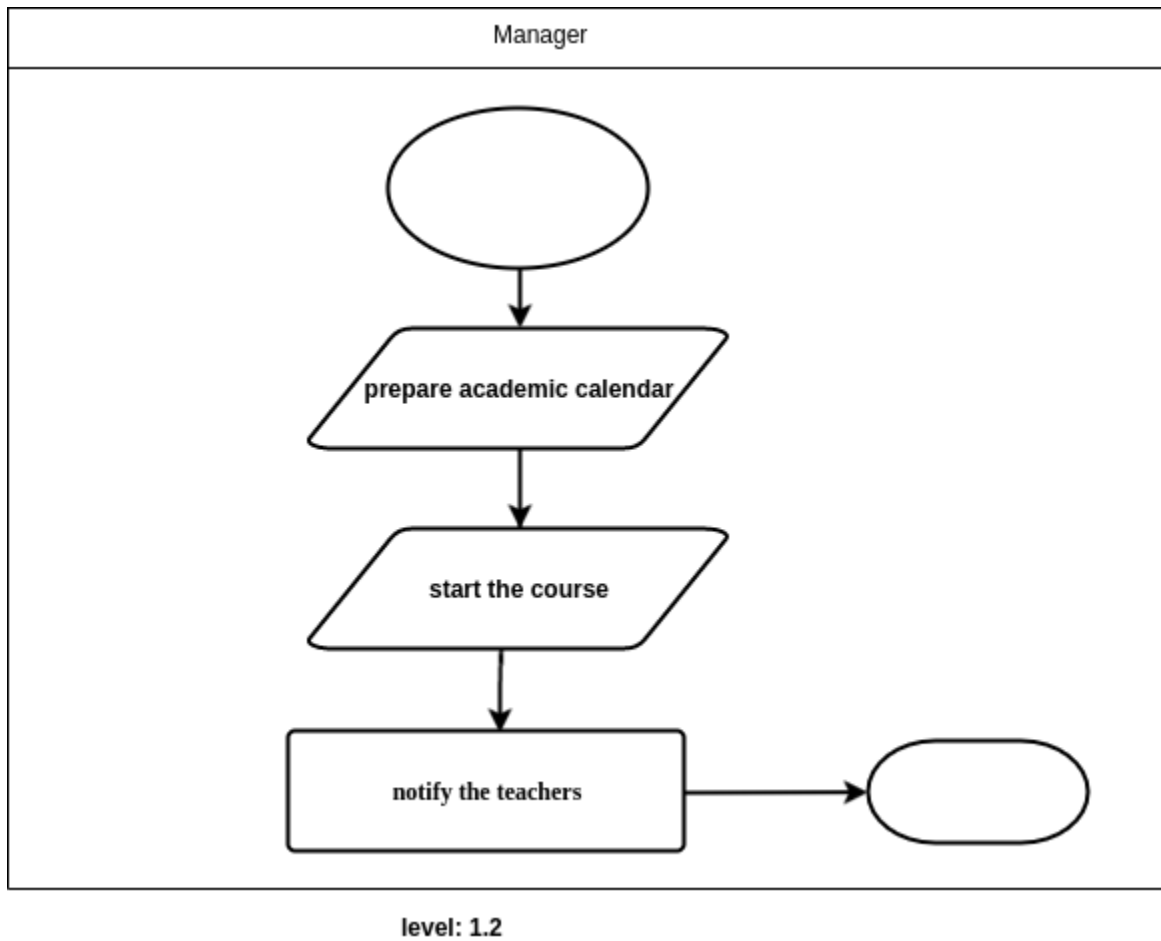 Manager
prepare academic calendar
start the course
notify the teachers
level: 1.2